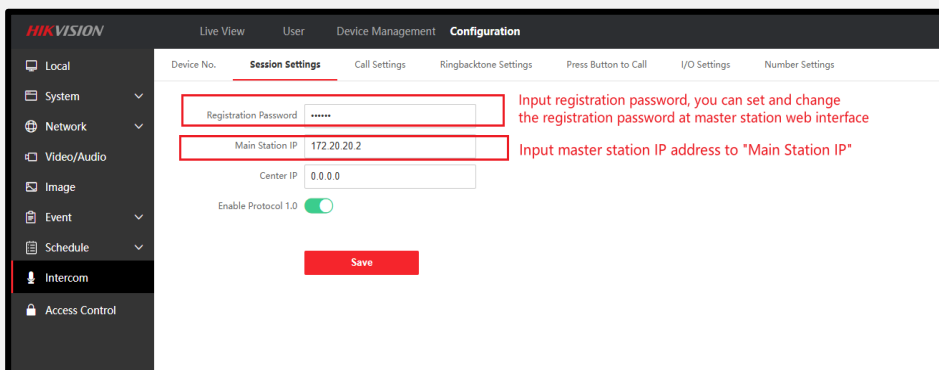 HIKVISION
Live View User Device Management Configuration
Local
System
Network
Video/Audio
Image
Event
Schedule
Intercom
Access Control
Device No. Session Settings Call Settings Ringbacktone Settings Press Button to Call I/O Settings Number Settings
Registration Password ••••••
Input registration password, you can set and change
the registration password at master station web interface
Main Station IP 172.20.20.2
Input master station IP address to "Main Station IP"
Center IP 0.0.0.0
Enable Protocol 1.0
Save